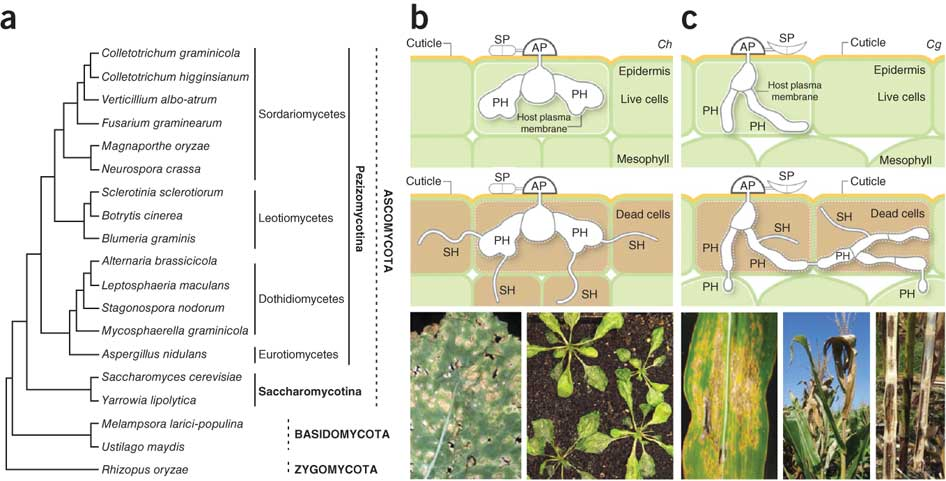 a
Colletotrichum graminicola
Colletotrichum higginsianum
Verticillium albo-atrum
Fusarium graminearum
Magnaporthe oryzae
Neurospora crassa
Sclerotinia sclerotiorum
Botrytis cinerea
Blumeria graminis
Alternaria brassicicola
Leptosphaeria maculans
Stagonospora nodorum
Mycosphaerella graminicola
Aspergillus nidulans
Saccharomyces cerevisiae
Yarrowia lipolytica
Melampsora larici-populina
Ustilago maydis
Rhizopus oryzae
Sordariomycetes
Leotiomycetes
Dothidiomycetes
Eurotiomycetes
Saccharomycotina
Pezizomycotina
ASCOMYCOTA
BASIDOMYCOTA
ZYGOMYCOTA
b
Cuticle
SP
AP
Ch
Epidermis
PH
PH
Live cells
Host plasma
membrane
Mesophyll
Cuticle
SP
AP
Dead cells
PH
PH
SH
SH
SH
SH
c
AP
SP
Cuticle
Cg
Epidermis
Host plasma
membrane
Live cells
PH
PH
Mesophyll
AP
SP
Cuticle
SH
Dead cells
SH
PH
PH
PH
PH
PH